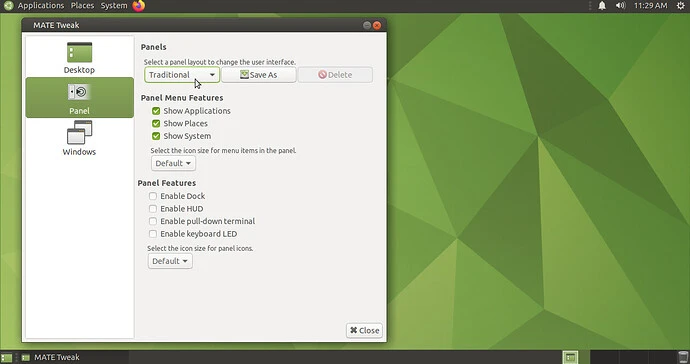 Applications Places System 11:29 AM
MATE Tweak
Desktop
Panel
Windows
Panels
Select a panel layout to change the user interface.
Traditional Save As Delete
Panel Menu Features
Show Applications
Show Places
Show System
Select the icon size for menu items in the panel.
Default
Panel Features
Enable Dock
Enable HUD
Enable pull-down terminal
Enable keyboard LED
Select the icon size for panel icons.
Default
Close
MATE Tweak